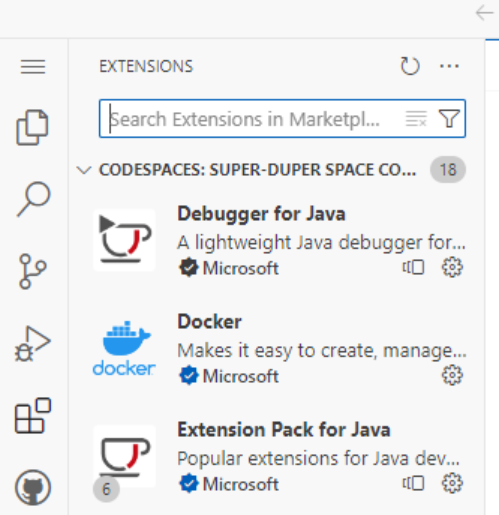 EXTENSIONS
Search Extensions in Marketpl...
CODESPACES: SUPER-DUPER SPACE CO... 18
Debugger for Java
A lightweight Java debugger for...
Microsoft
Docker
docker
Makes it easy to create, manage...
Microsoft
Extension Pack for Java
Popular extensions for Java dev...
6
Microsoft